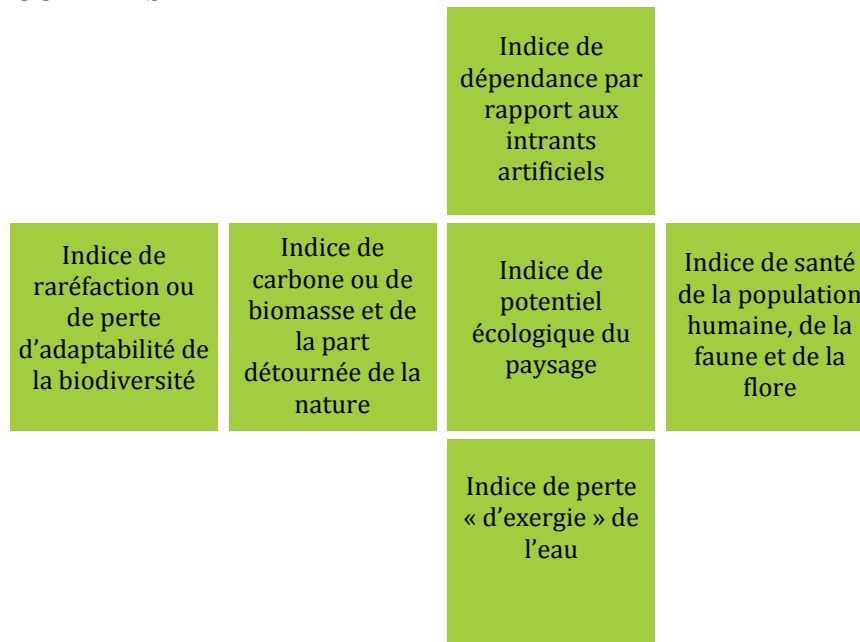 Indice de
dépendance par
rapport aux
intrants
artificiels
Indice de
raréfaction ou
de perte
d'adaptabilité de
la biodiversité
Indice de
carbone ou de
biomasse et de
la part
détournée de la
nature
Indice de
potentiel
écologique du
paysage
Indice de santé
de la population
humaine, de la
faune et de la
flore
Indice de perte
« d'exergie » de
l'eau